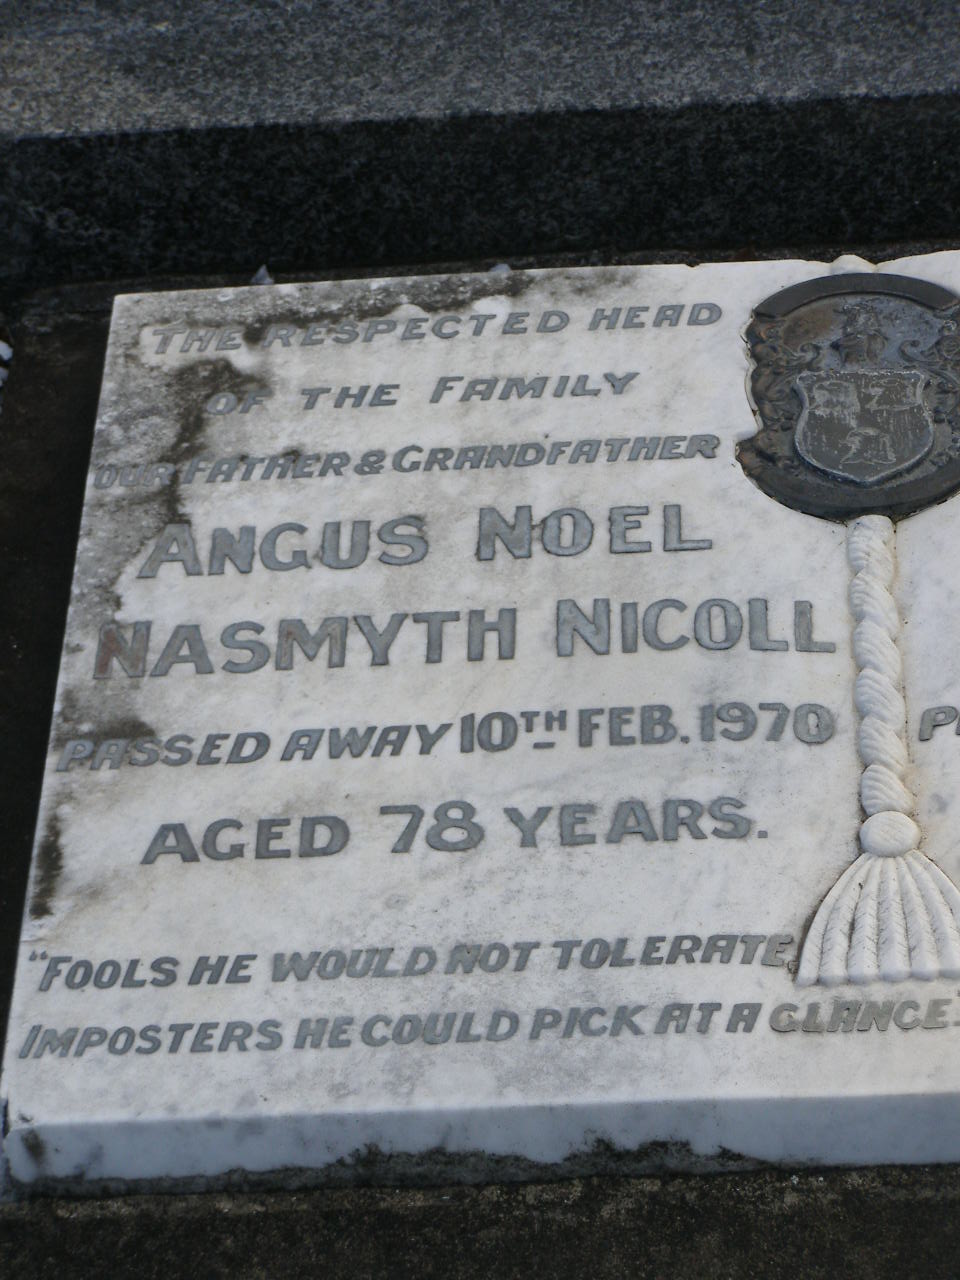 THE RESPECTED HEAD
OF THE FAMILY
OUR FATHER & GRANDFATHER
ANGUS NOEL
NASMYTH NICOLL
PASSED AWAY 10TH FEB. 1970
AGED 78 YEARS.
"FOOLS HE WOULD NOT TOLERATE,
IMPOSTERS HE COULD PICK AT A GLANCE."